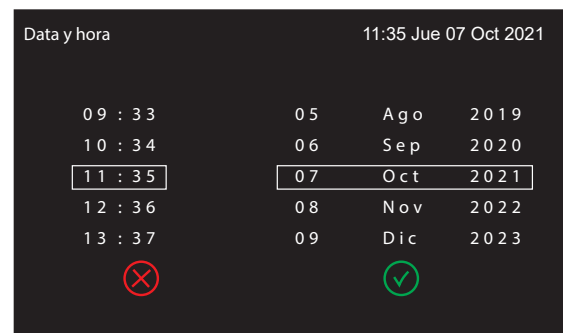 Data y hora 11:35 Jue 07 Oct 2021
09 : 33 05 Ago 2019
10 : 34 06 Sep 2020
11 : 35 07 Oct 2021
12 : 36 08 Nov 2022
13 : 37 09 Dic 2023